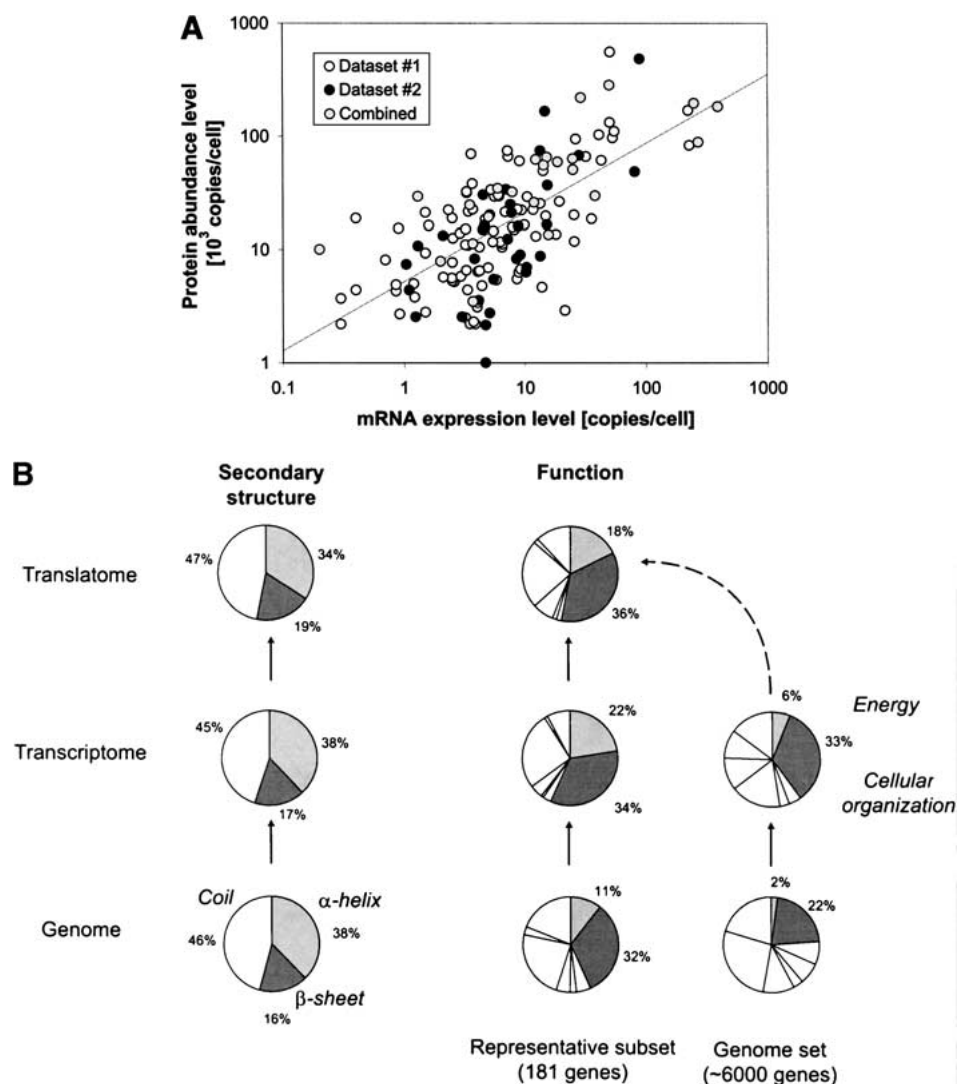 A
1000
100
10
1
Protein abundance level
[10³ copies/cell]
Dataset #1
Dataset #2
Combined
0.1 1 10 100 1000
mRNA expression level [copies/cell]
B
Secondary
structure
Function
Translatome
47%
34%
19%
18%
36%
Transcriptome
45%
38%
17%
22%
34%
6%
33%
Energy
Cellular
organization
Genome
Coil
46%
α-helix
38%
β-sheet
16%
11%
32%
2%
22%
Representative subset
(181 genes)
Genome set
(~6000 genes)